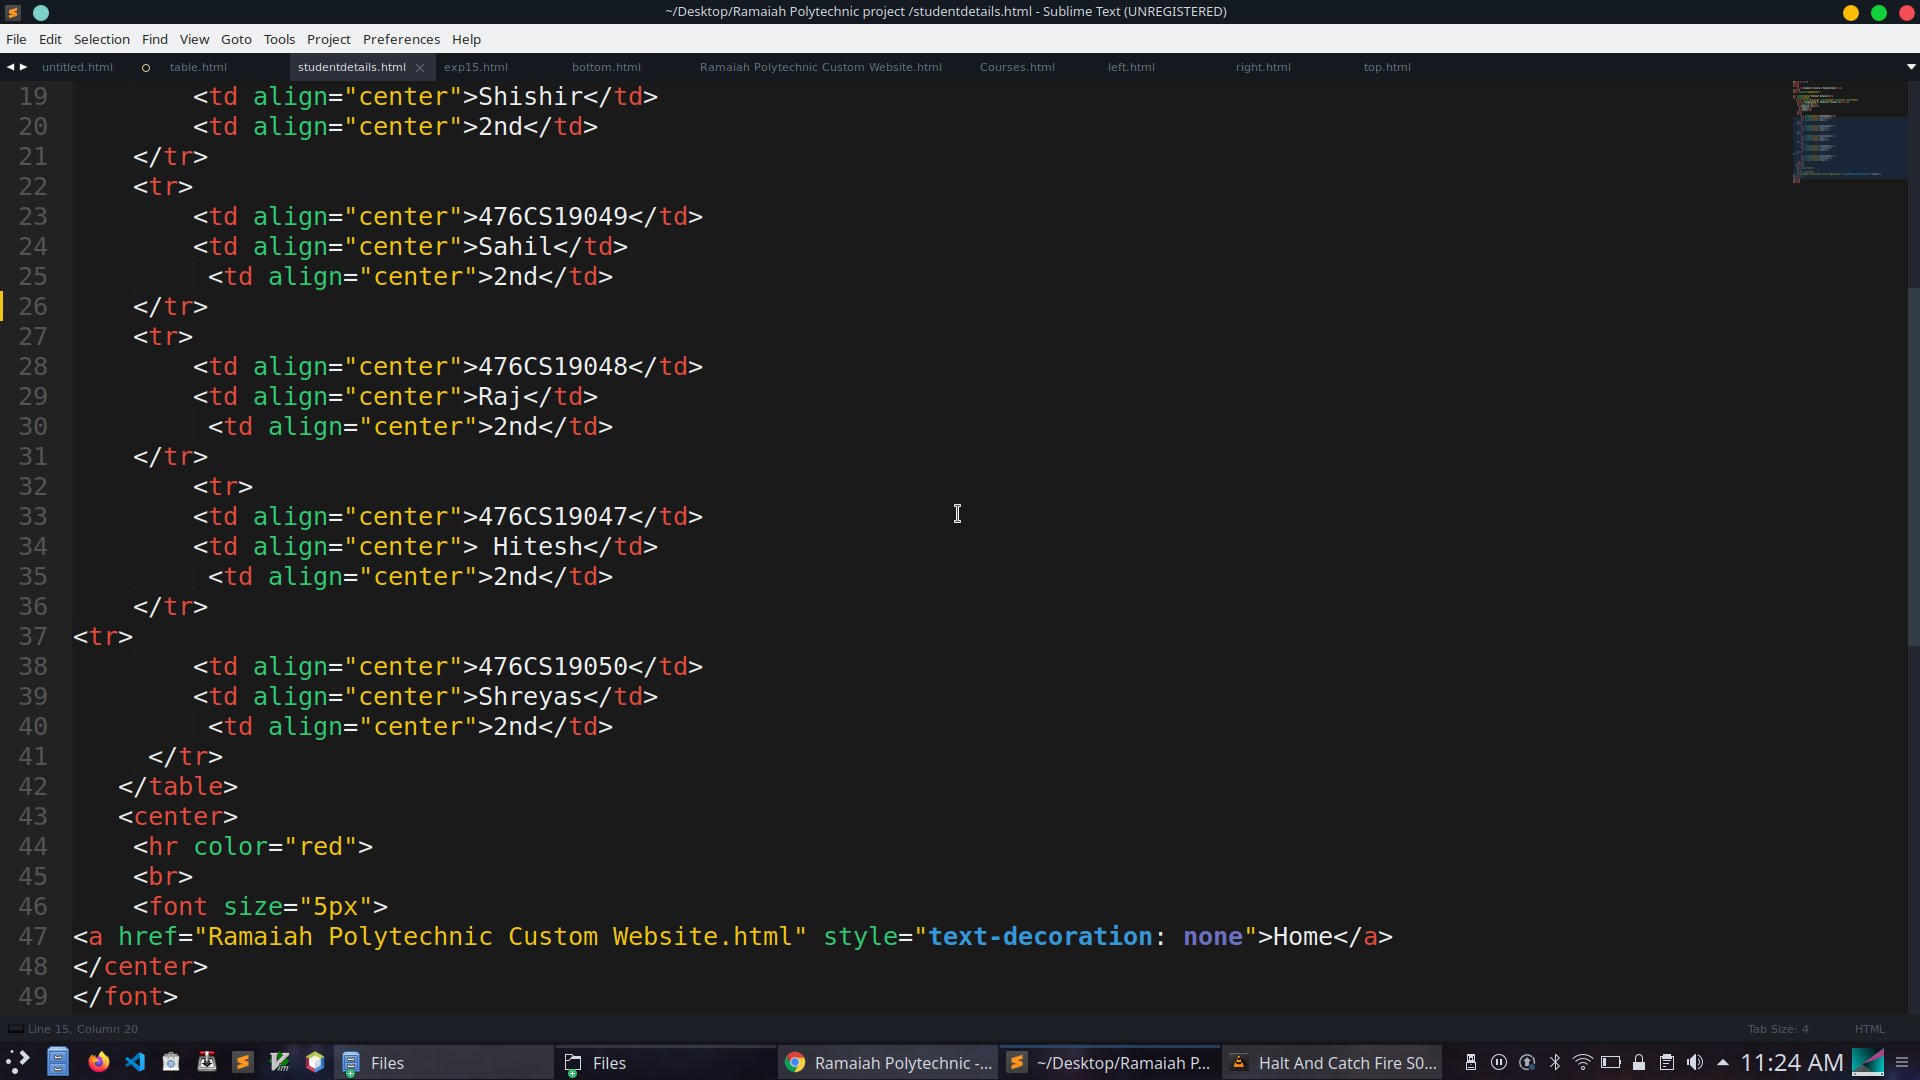 ~/Desktop/Ramaiah Polytechnic project /studentdetails.html - Sublime Text (UNREGISTERED)
File Edit Selection Find View Goto Tools Project Preferences Help
untitled.html table.html studentdetails.html exp15.html bottom.html Ramaiah Polytechnic Custom Website.html Courses.html left.html right.html top.html
19 <td align="center">Shishir</td>
20 <td align="center">2nd</td>
21 </tr>
22 <tr>
23 <td align="center">476CS19049</td>
24 <td align="center">Sahil</td>
25 <td align="center">2nd</td>
26 </tr>
27 <tr>
28 <td align="center">476CS19048</td>
29 <td align="center">Raj</td>
30 <td align="center">2nd</td>
31 </tr>
32 <tr>
33 <td align="center">476CS19047</td>
34 <td align="center"> Hitesh</td>
35 <td align="center">2nd</td>
36 </tr>
37 <tr>
38 <td align="center">476CS19050</td>
39 <td align="center">Shreyas</td>
40 <td align="center">2nd</td>
41 </tr>
42 </table>
43 <center>
44 <hr color="red">
45 <br>
46 <font size="5px">
47 <a href="Ramaiah Polytechnic Custom Website.html" style="text-decoration: none">Home</a>
48 </center>
49 </font>
Line 15, Column 20 Tab Size: 4 HTML
Files Files Ramaiah Polytechnic -... ~/Desktop/Ramaiah P... Halt And Catch Fire S0... 11:24 AM